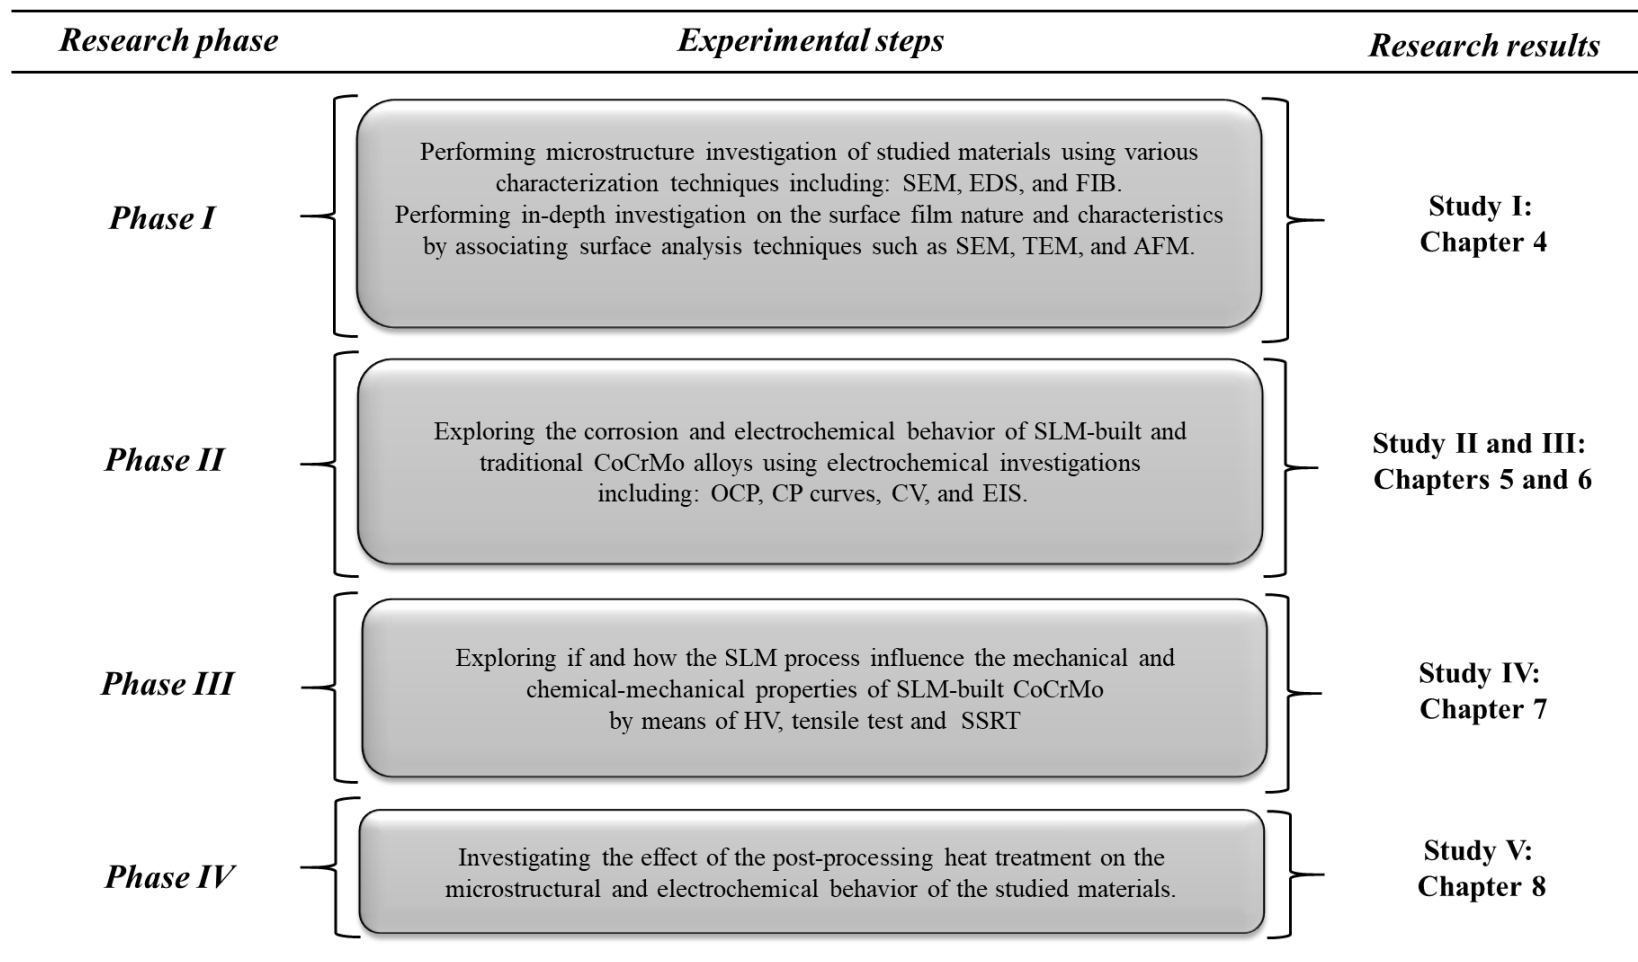 Research phase
Experimental steps
Research results
Phase I
Performing microstructure investigation of studied materials using various
characterization techniques including: SEM, EDS, and FIB.
Performing in-depth investigation on the surface film nature and characteristics
by associating surface analysis techniques such as SEM, TEM, and AFM.
Study I:
Chapter 4
Phase II
Exploring the corrosion and electrochemical behavior of SLM-built and
traditional CoCrMo alloys using electrochemical investigations
including: OCP, CP curves, CV, and EIS.
Study II and III:
Chapters 5 and 6
Phase III
Exploring if and how the SLM process influence the mechanical and
chemical-mechanical properties of SLM-built CoCrMo
by means of HV, tensile test and SSRT
Study IV:
Chapter 7
Phase IV
Investigating the effect of the post-processing heat treatment on the
microstructural and electrochemical behavior of the studied materials.
Study V:
Chapter 8